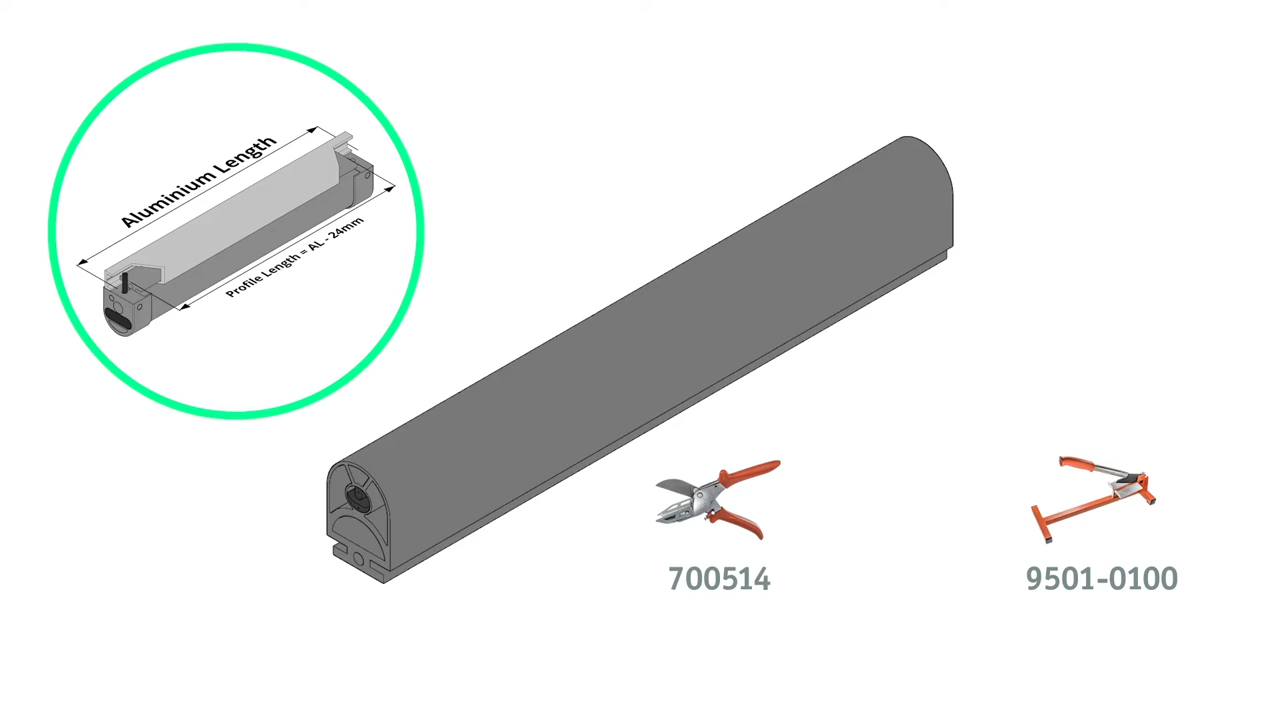 Aluminium Length
Profile Length = AL - 24mm
700514
9501-0100